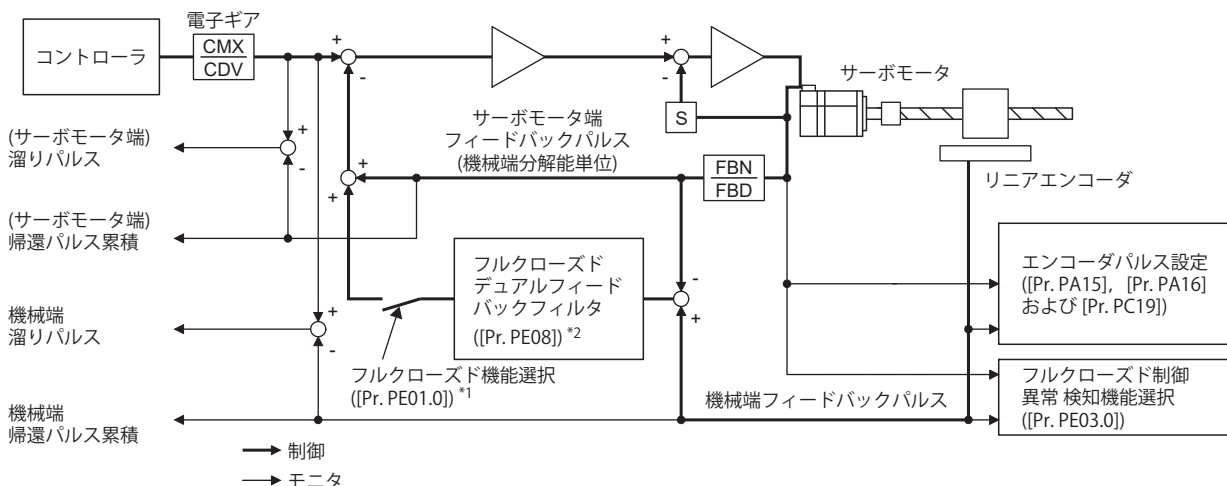 電子ギア
コントローラ
CMX
CDV
+
-
+
-
サーボモータ
S
サーボモータ端
フィードバックパルス
(機械端分解能単位)
FBN
FBD
リニアエンコーダ
(サーボモータ端)
溜りパルス
+
-
+
+
(サーボモータ端)
帰還パルス累積
フルクローズド
デュアルフィード
バックフィルタ
([Pr. PE08]) *2
-
+
エンコーダパルス設定
([Pr. PA15], [Pr. PA16]
および [Pr. PC19])
機械端
溜りパルス
+
-
フルクローズド機能選択
([Pr. PE01.0]) *1
機械端フィードバックパルス
フルクローズド制御
異常 検知機能選択
([Pr. PE03.0])
機械端
帰還パルス累積
制御
モニタ